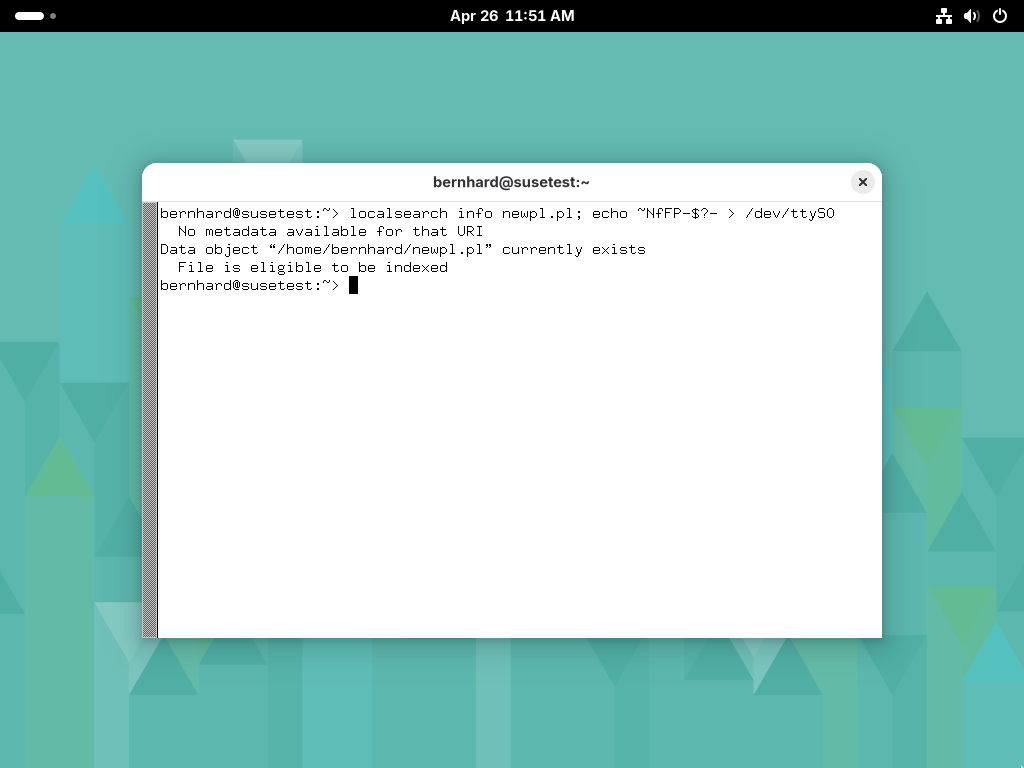 Apr 26 11:51 AM
bernhard@susetest:~
bernhard@susetest:~> localsearch info newpl.pl; echo ~NfFP-$?- > /dev/ttyS0
  No metadata available for that URI
Data object “/home/bernhard/newpl.pl” currently exists
  File is eligible to be indexed
bernhard@susetest:~>